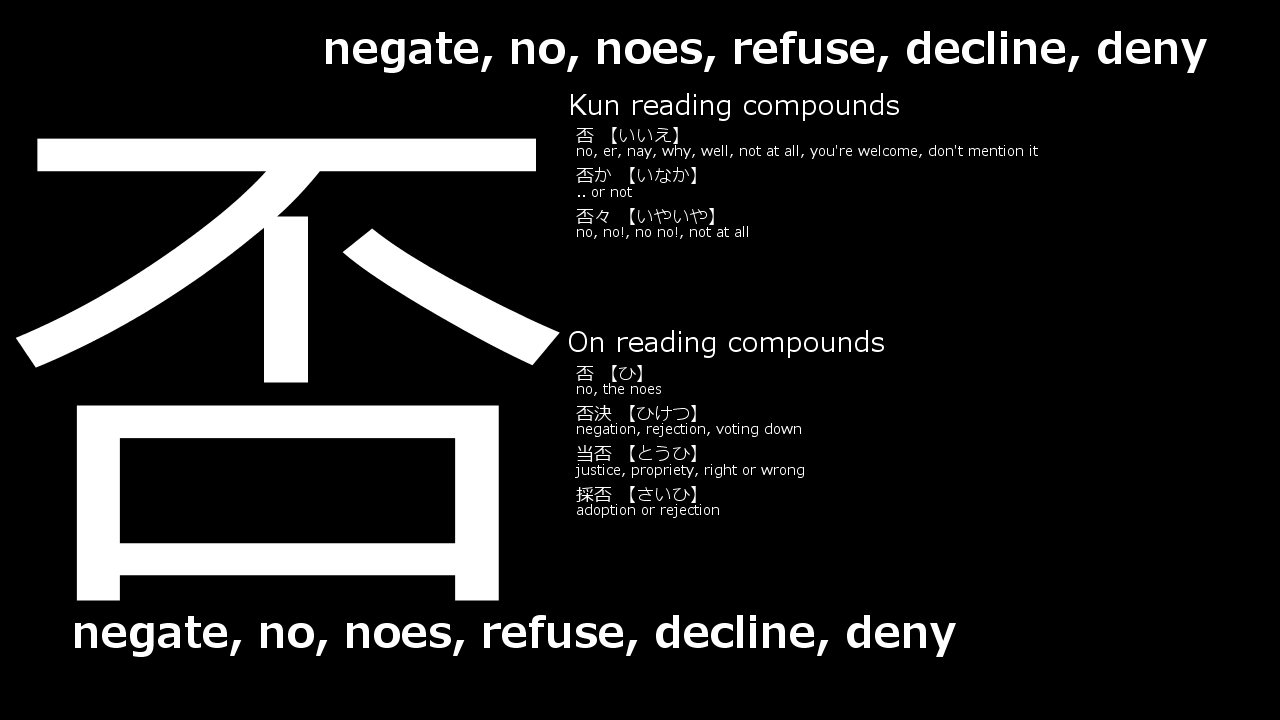 negate, no, noes, refuse, decline, deny
否
Kun reading compounds
否 【いいえ】
no, er, nay, why, well, not at all, you're welcome, don't mention it
否か 【いなか】
.. or not
否々 【いやいや】
no, no!, no no!, not at all
On reading compounds
否 【ひ】
no, the noes
否決 【ひけつ】
negation, rejection, voting down
当否 【とうひ】
justice, propriety, right or wrong
採否 【さいひ】
adoption or rejection
negate, no, noes, refuse, decline, deny